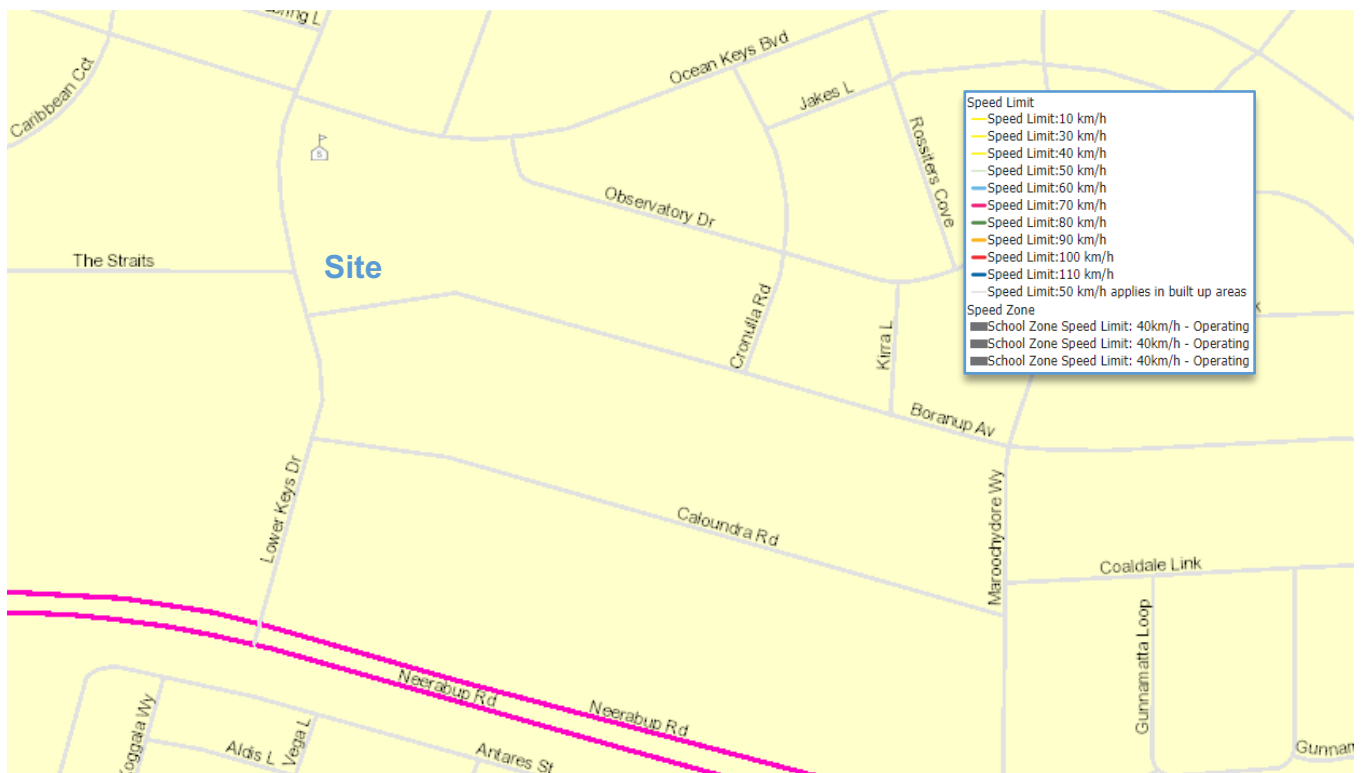 Caribbean Cct
Ocean Keys Bvd
Jakes L
Rossiters Cove
Observatory Dr
The Straits
Site
Cronulla Rd
Kirra L
Boranup Av
Lower Keys Dr
Caloundra Rd
Maroochydore Wy
Coaldale Link
Gunnamatta Loop
Neerabup Rd
Neerabup Rd
Aldis L
Vega L
Antares St
Speed Limit
Speed Limit:10 km/h
Speed Limit:30 km/h
Speed Limit:40 km/h
Speed Limit:50 km/h
Speed Limit:60 km/h
Speed Limit:70 km/h
Speed Limit:80 km/h
Speed Limit:90 km/h
Speed Limit:100 km/h
Speed Limit:110 km/h
Speed Limit:50 km/h applies in built up areas
Speed Zone
School Zone Speed Limit: 40km/h - Operating
School Zone Speed Limit: 40km/h - Operating
School Zone Speed Limit: 40km/h - Operating